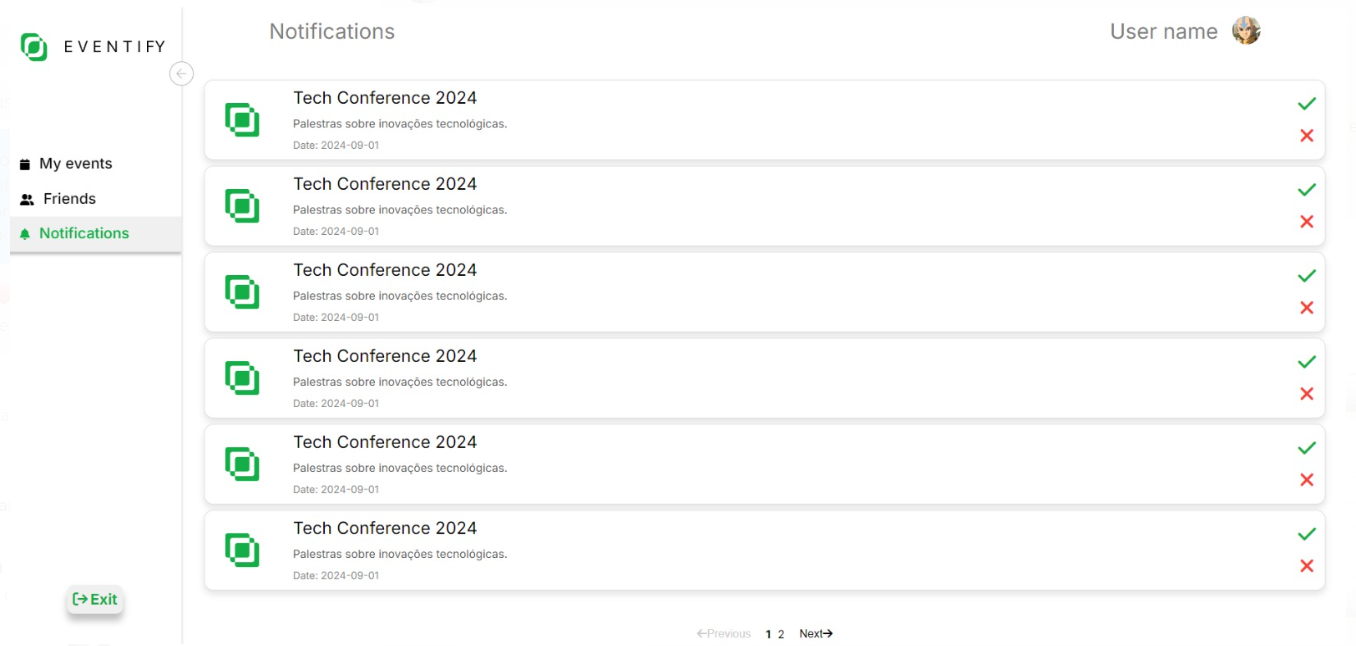 EVENTIFY
Notifications
User name
My events
Friends
Notifications
Exit
Tech Conference 2024
Palestras sobre inovações tecnológicas.
Date: 2024-09-01
Tech Conference 2024
Palestras sobre inovações tecnológicas.
Date: 2024-09-01
Tech Conference 2024
Palestras sobre inovações tecnológicas.
Date: 2024-09-01
Tech Conference 2024
Palestras sobre inovações tecnológicas.
Date: 2024-09-01
Tech Conference 2024
Palestras sobre inovações tecnológicas.
Date: 2024-09-01
Tech Conference 2024
Palestras sobre inovações tecnológicas.
Date: 2024-09-01
←Previous 1 2 Next→